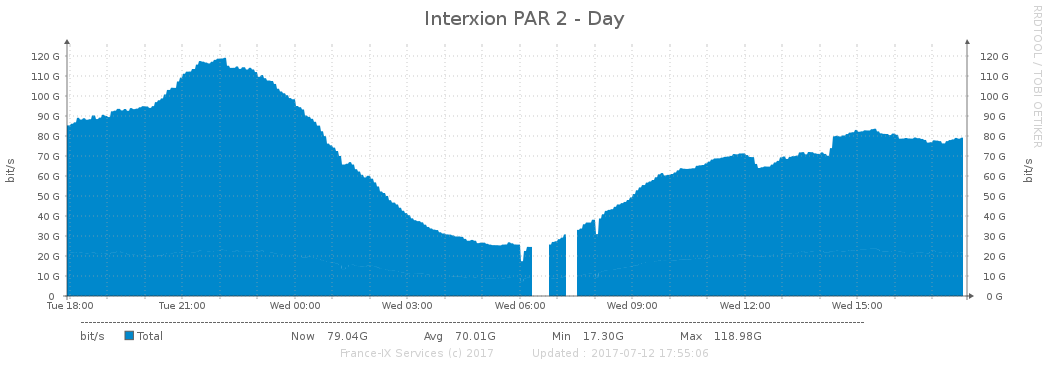 Interxion PAR 2 - Day
RRDTOOL / TOBI OETIKER
bit/s
120 G 120 G
110 G 110 G
100 G 100 G
90 G 90 G
80 G 80 G
70 G 70 G
60 G 60 G
50 G 50 G
40 G 40 G
30 G 30 G
20 G 20 G
10 G 10 G
0 0 G
bit/s
Tue 18:00 Tue 21:00 Wed 00:00 Wed 03:00 Wed 06:00 Wed 09:00 Wed 12:00 Wed 15:00
bit/s Total Now 79.04G Avg 70.01G Min 17.30G Max 118.98G
France-IX Services (c) 2017 Updated : 2017-07-12 17:55:06